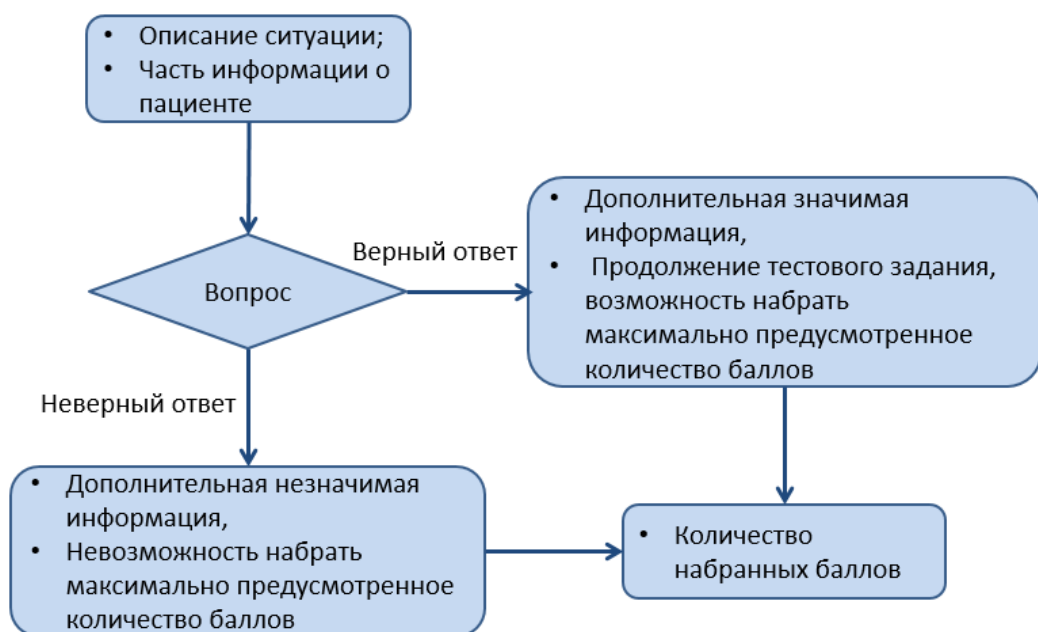 • Описание ситуации;
• Часть информации о
пациенте
Вопрос
Верный ответ
• Дополнительная значимая
информация,
• Продолжение тестового задания,
возможность набрать
максимально предусмотренное
количество баллов
Неверный ответ
• Дополнительная незначимая
информация,
• Невозможность набрать
максимально предусмотренное
количество баллов
• Количество
набранных баллов